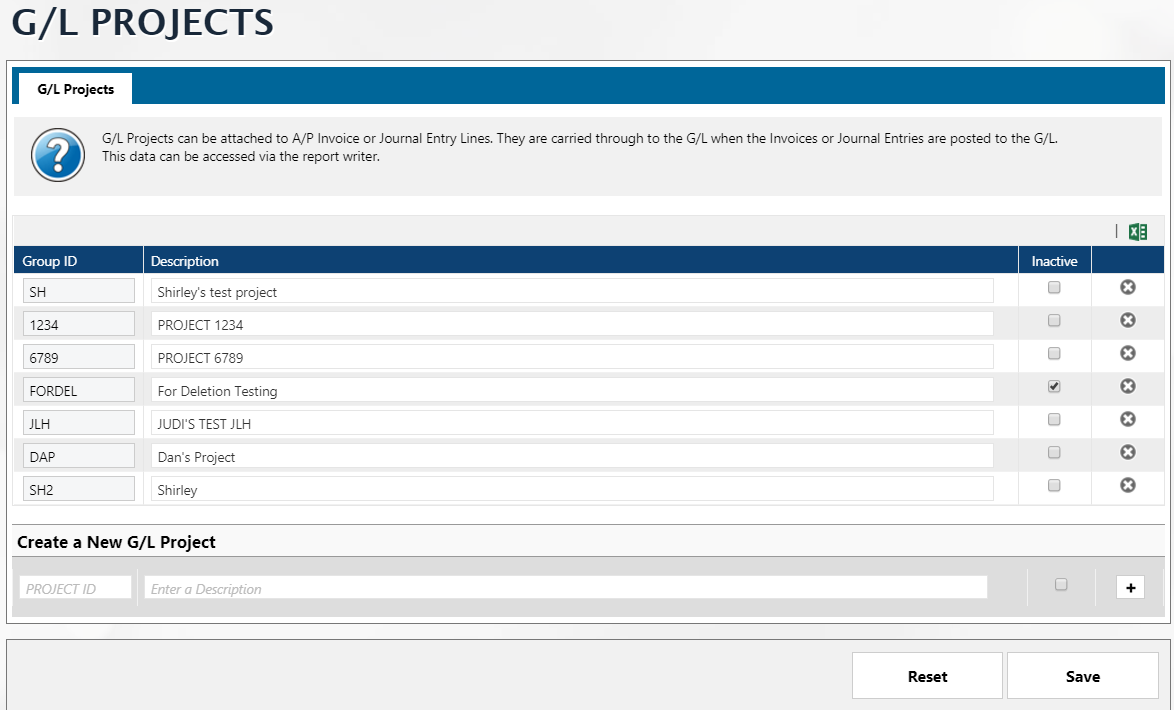 G/L PROJECTS
G/L Projects
G/L Projects can be attached to A/P Invoice or Journal Entry Lines. They are carried through to the G/L when the Invoices or Journal Entries are posted to the G/L.
This data can be accessed via the report writer.
Group ID Description Inactive
SH Shirley's test project
1234 PROJECT 1234
6789 PROJECT 6789
FORDEL For Deletion Testing
JLH JUDI'S TEST JLH
DAP Dan's Project
SH2 Shirley
Create a New G/L Project
PROJECT ID Enter a Description
Reset Save